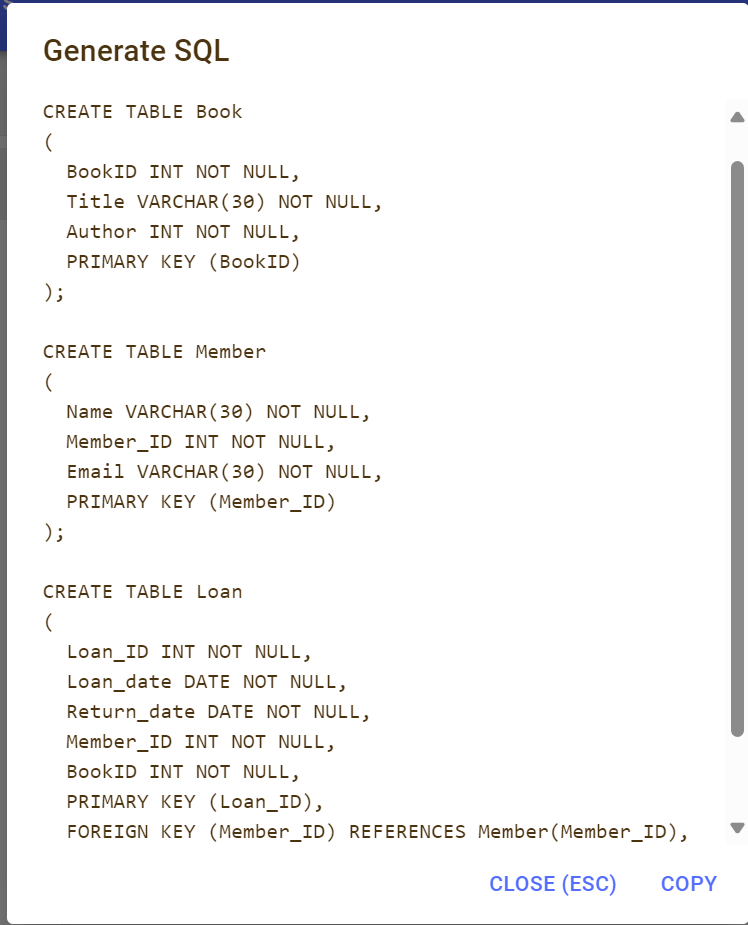 Generate SQL
CREATE TABLE Book
(
  BookID INT NOT NULL,
  Title VARCHAR(30) NOT NULL,
  Author INT NOT NULL,
  PRIMARY KEY (BookID)
);
CREATE TABLE Member
(
  Name VARCHAR(30) NOT NULL,
  Member_ID INT NOT NULL,
  Email VARCHAR(30) NOT NULL,
  PRIMARY KEY (Member_ID)
);
CREATE TABLE Loan
(
  Loan_ID INT NOT NULL,
  Loan_date DATE NOT NULL,
  Return_date DATE NOT NULL,
  Member_ID INT NOT NULL,
  BookID INT NOT NULL,
  PRIMARY KEY (Loan_ID),
  FOREIGN KEY (Member_ID) REFERENCES Member(Member_ID),
CLOSE (ESC) COPY